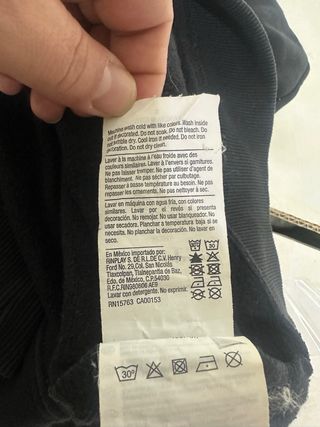 Machine wash cold with like colors. Wash inside
out if decorated. Do not soak. Do not bleach. Do
not tumble dry. Cool iron if needed. Do not iron
decoration. Do not dry clean.
Lavar à la machine à l'eau froide avec des
couleurs similaires. Laver à l'envers si garnitures.
Ne pas laisser tremper. Ne pas utiliser d'agent de
blanchiment. Ne pas sécher par culbutage.
Repasser à basse température au besoin. Ne pas
repasser les ornements. Ne pas nettoyer à sec.
Lavar en máquina con agua fría, con colores
similares. Lavar por el revés si presenta
decorado. No remojar. No usar blanqueador. No
usar secadora. Planchar a temperatura baja si se
necesita. No planchar la decoración. No lavar en
seco.
En México importado por:
RINPLAY S. DE R.L.DE C.V. Henry
Ford No. 29,Col. San Nicolás
Tlaxcolpan, Tlalnepantla de Baz,
Edo. de México, C.P.54030
R.F.C.RIN980806 AE9
Lavar con detergente. No exprimir.
RN15763 CA00153
30°